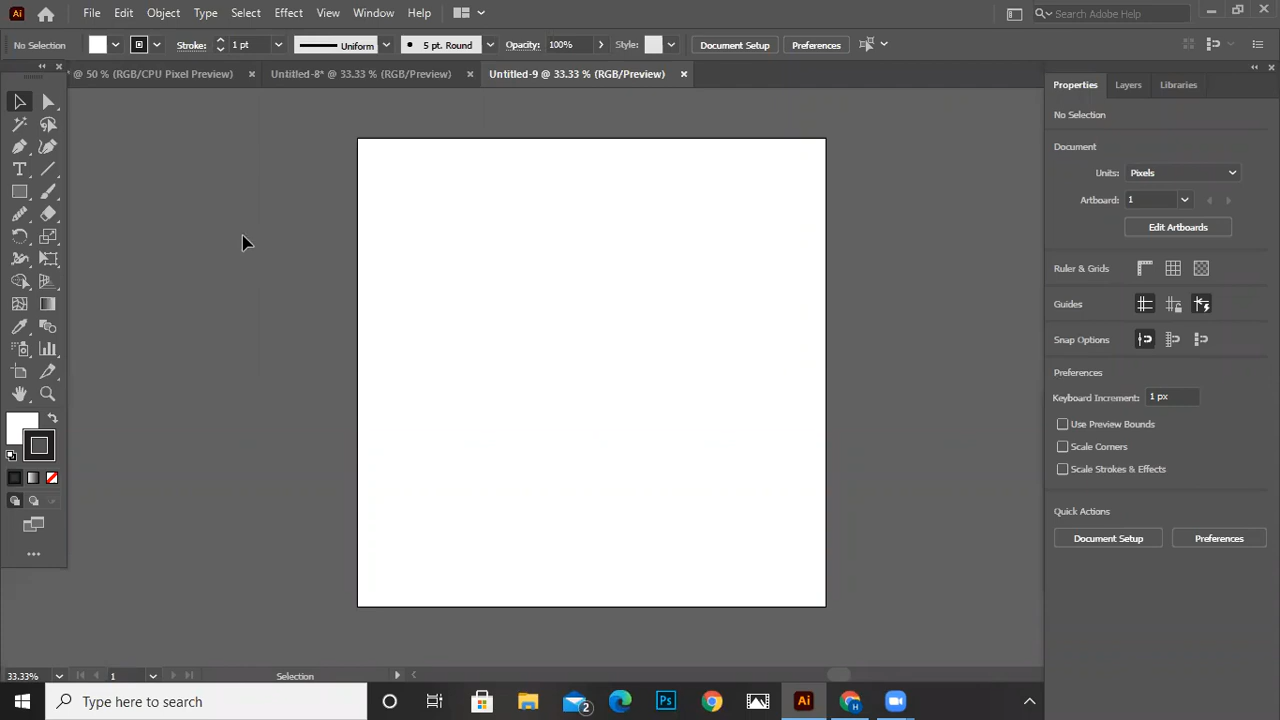 Ai File Edit Object Type Select Effect View Window Help Search Adobe Help
No Selection Stroke: 1 pt Uniform 5 pt. Round Opacity: 100% Style: Document Setup Preferences
* @ 50 % (RGB/CPU Pixel Preview) × Untitled-8* @ 33.33 % (RGB/Preview) × Untitled-9 @ 33.33 % (RGB/Preview) ×
Properties Layers Libraries
No Selection
Document
Units: Pixels
Artboard: 1
Edit Artboards
Ruler & Grids
Guides
Snap Options
Preferences
Keyboard Increment: 1 px
Use Preview Bounds
Scale Corners
Scale Strokes & Effects
Quick Actions
Document Setup Preferences
33.33% 1 Selection
Type here to search 2 Ps Ai H